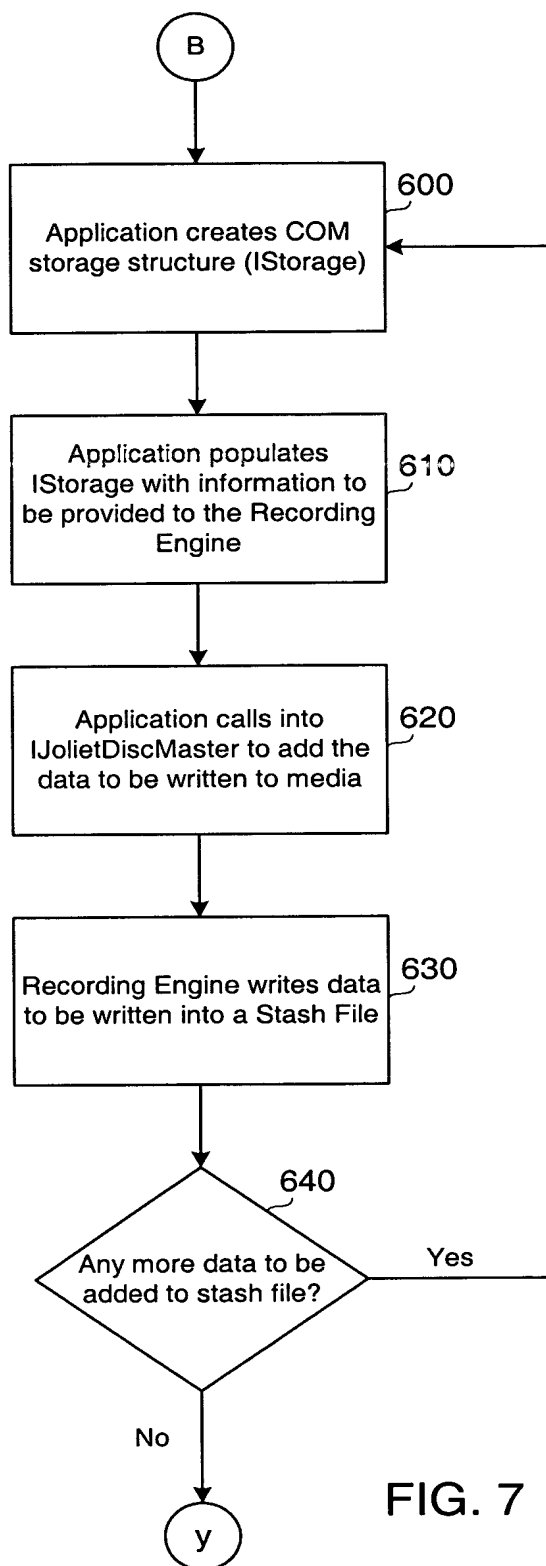 B
600
Application creates COM
storage structure (IStorage)
Application populates
IStorage with information to
be provided to the Recording
Engine
610
Application calls into
IJolietDiscMaster to add the
data to be written to media
620
Recording Engine writes data
to be written into a Stash File
630
640
Any more data to be
added to stash file?
Yes
No
y
FIG. 7